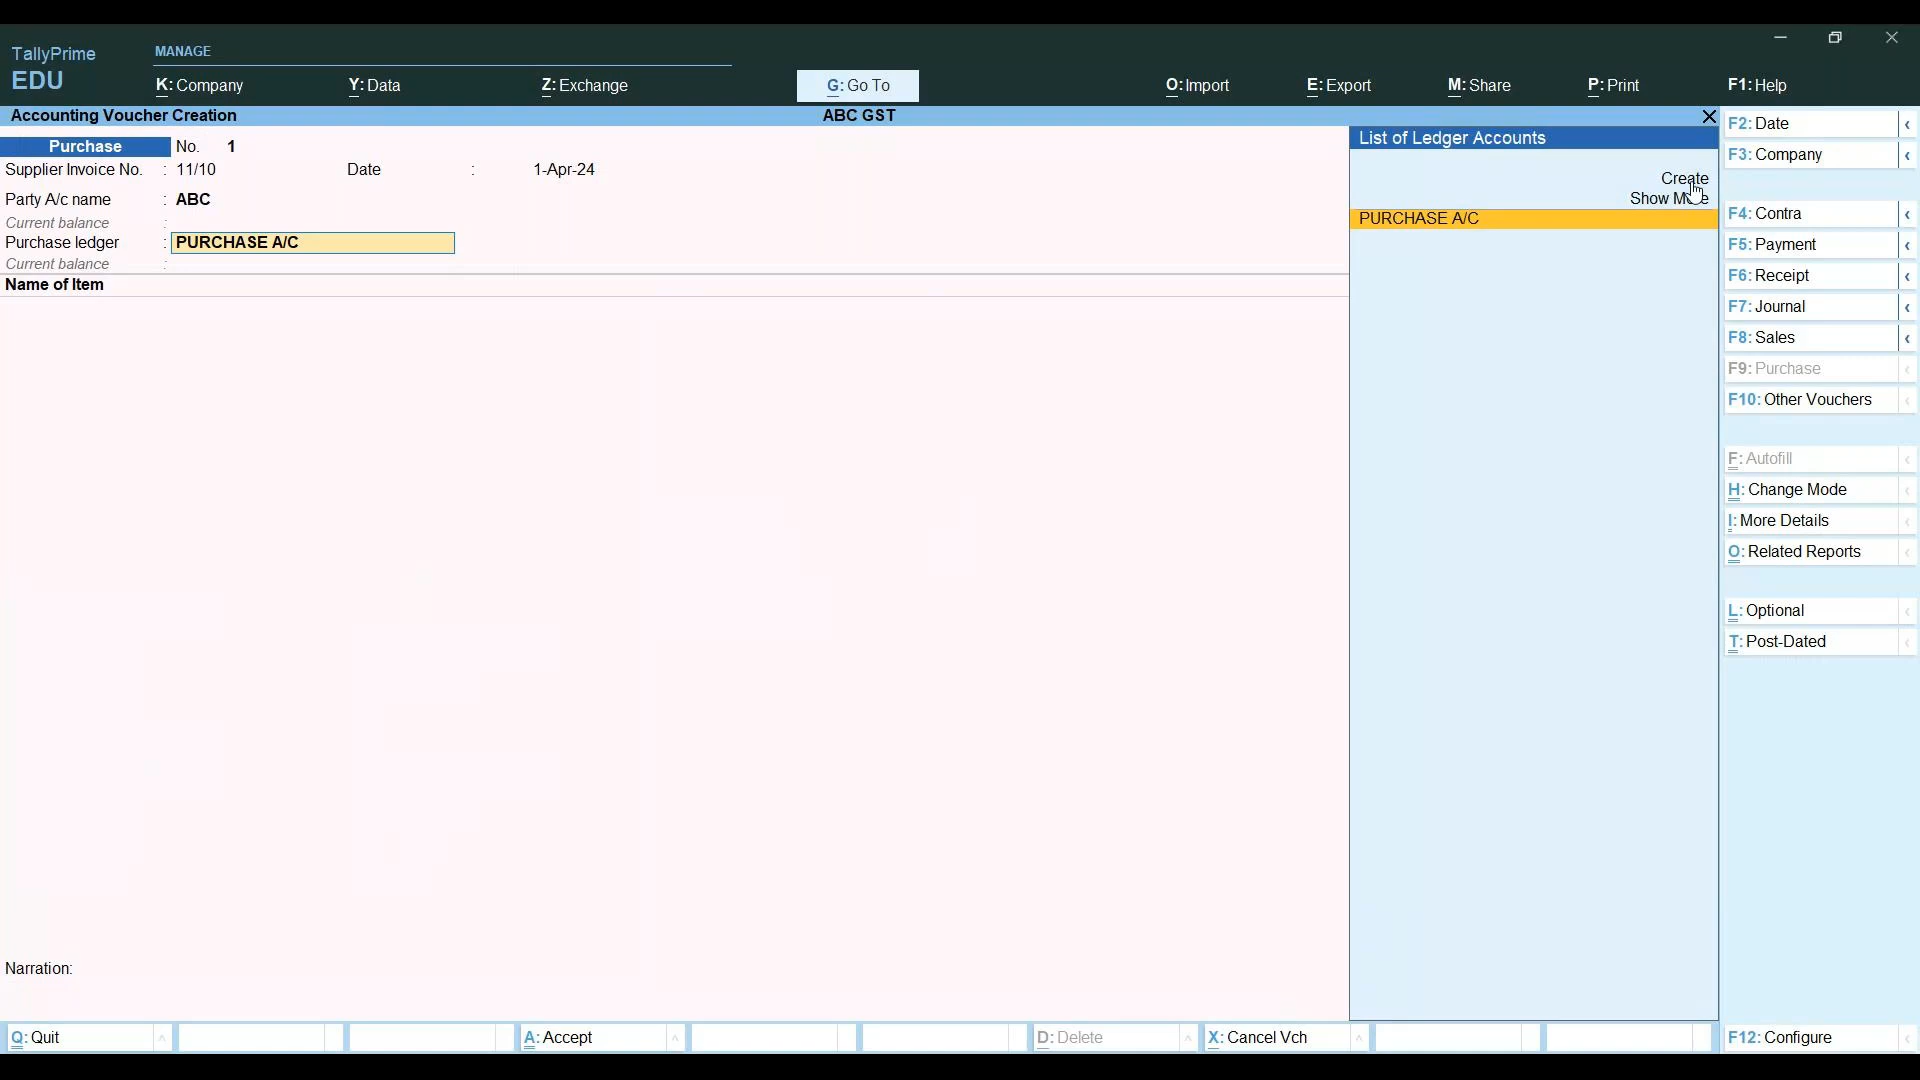 TallyPrime
EDU
MANAGE
K: Company
Y: Data
Z: Exchange
G: Go To
O: Import
E: Export
M: Share
P: Print
F1: Help
Accounting Voucher Creation
ABC GST
Purchase No. 1
Supplier Invoice No. : 11/10 Date : 1-Apr-24
Party A/c name : ABC
Current balance :
Purchase ledger : PURCHASE A/C
Current balance :
Name of Item
Narration:
List of Ledger Accounts
Create
Show More
PURCHASE A/C
F2: Date
F3: Company
F4: Contra
F5: Payment
F6: Receipt
F7: Journal
F8: Sales
F9: Purchase
F10: Other Vouchers
F: Autofill
H: Change Mode
I: More Details
O: Related Reports
L: Optional
T: Post-Dated
Q: Quit
A: Accept
D: Delete
X: Cancel Vch
F12: Configure